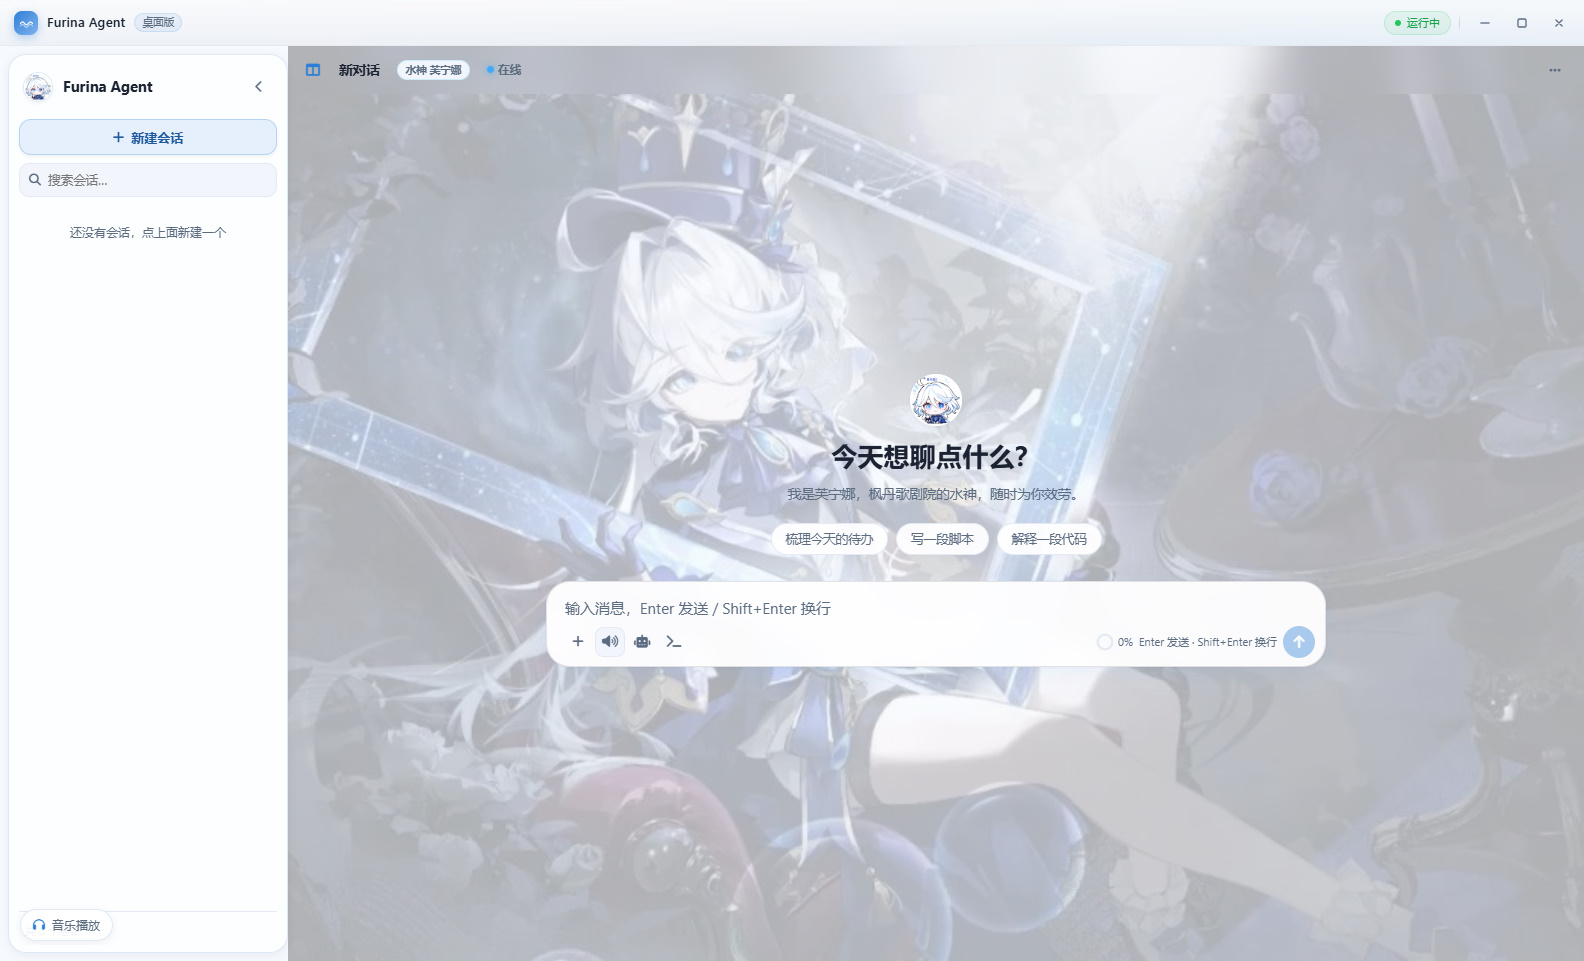 Furina Agent 桌面版
运行中
Furina Agent
+ 新建会话
搜索会话...
还没有会话，点上面新建一个
音乐播放
新对话 水神 芙宁娜 在线
今天想聊点什么？
我是芙宁娜，枫丹歌剧院的水神，随时为你效劳。
梳理今天的待办 写一段脚本 解释一段代码
输入消息，Enter 发送 / Shift+Enter 换行
0% Enter 发送 · Shift+Enter 换行